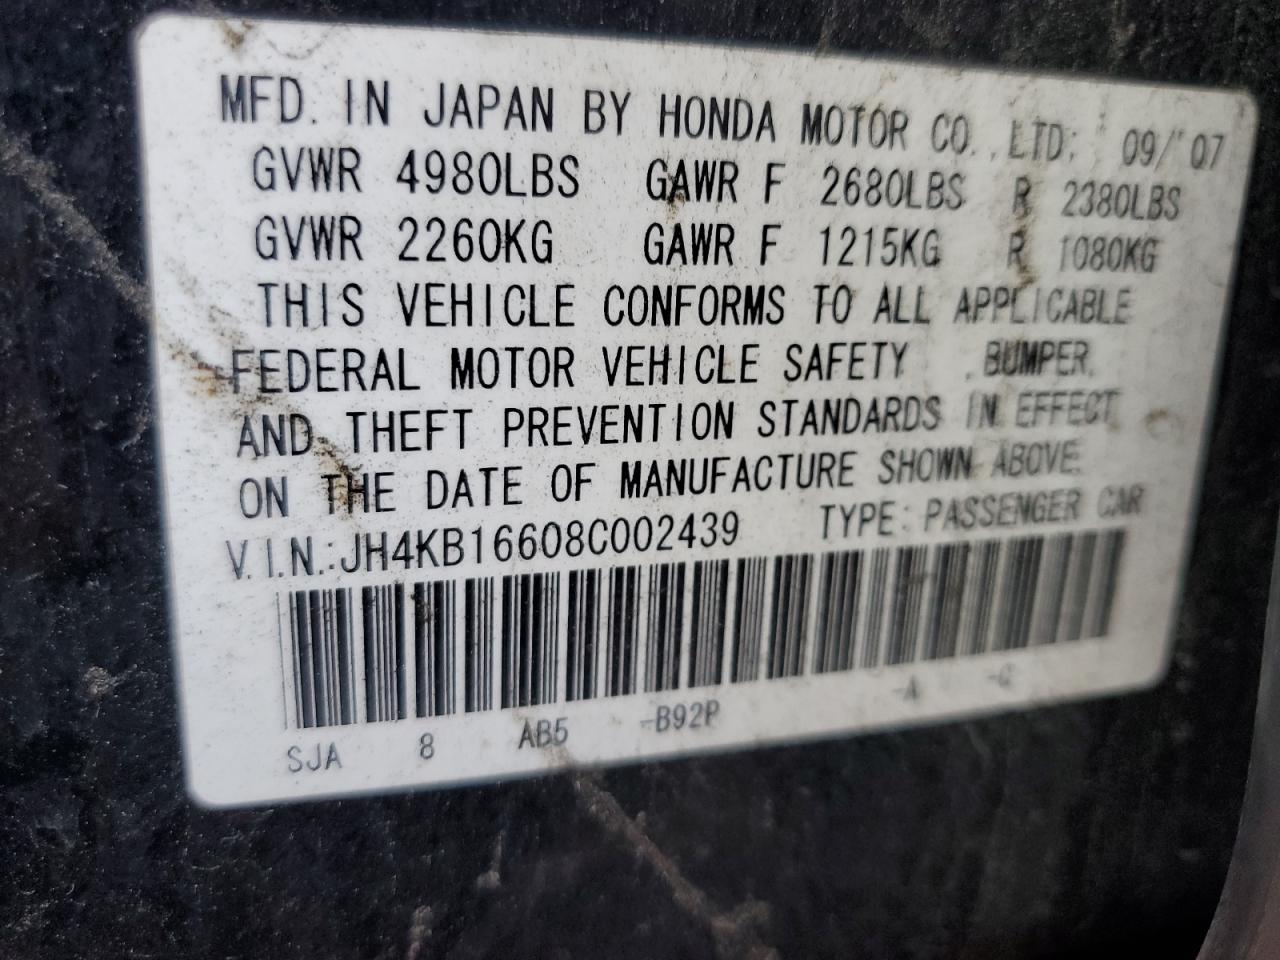 MFD. IN JAPAN BY HONDA MOTOR CO., LTD; 09/'07
GVWR 4980LBS GAWR F 2680LBS R 2380LBS
GVWR 2260KG GAWR F 1215KG R 1080KG
THIS VEHICLE CONFORMS TO ALL APPLICABLE
FEDERAL MOTOR VEHICLE SAFETY , BUMPER,
AND THEFT PREVENTION STANDARDS IN EFFECT
ON THE DATE OF MANUFACTURE SHOWN ABOVE.
V.I.N.:JH4KB16608C002439 TYPE: PASSENGER CAR
SJA 8 AB5 -B92P -A -C